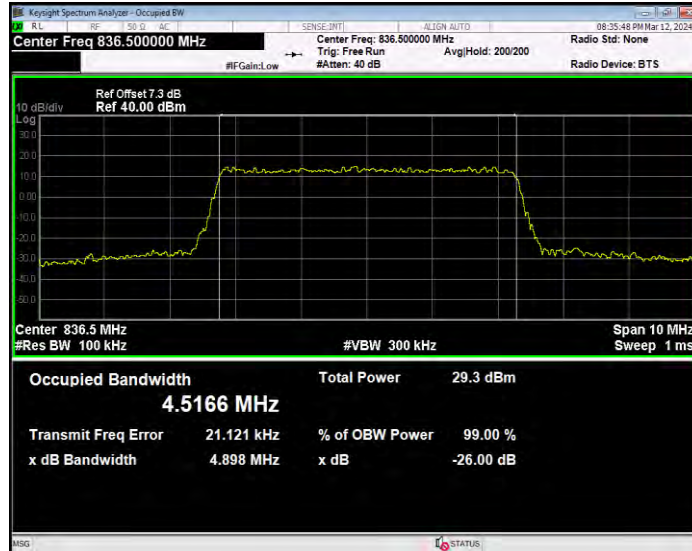 Keysight Spectrum Analyzer - Occupied BW
RL RF 50 Ω AC SENSE:INT ALIGN AUTO 08:35:48 PM Mar 12, 2024
Center Freq 836.500000 MHz Center Freq: 836.500000 MHz Radio Std: None
Trig: Free Run Avg|Hold: 200/200
#IFGain:Low #Atten: 40 dB Radio Device: BTS
Ref Offset 7.3 dB
10 dB/div Ref 40.00 dBm
Log
30.0
20.0
10.0
0.00
-10.0
-20.0
-30.0
-40.0
-50.0
Center 836.5 MHz Span 10 MHz
#Res BW 100 kHz #VBW 300 kHz Sweep 1 ms
Occupied Bandwidth Total Power 29.3 dBm
4.5166 MHz
Transmit Freq Error 21.121 kHz % of OBW Power 99.00 %
x dB Bandwidth 4.898 MHz x dB -26.00 dB
MSG STATUS